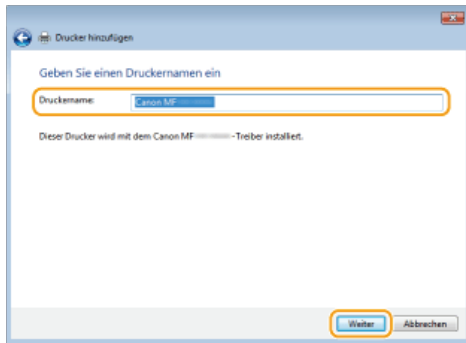 Drucker hinzufügen
Geben Sie einen Druckernamen ein
Druckername: Canon MF
Dieser Drucker wird mit dem Canon MF -Treiber installiert.
Weiter Abbrechen